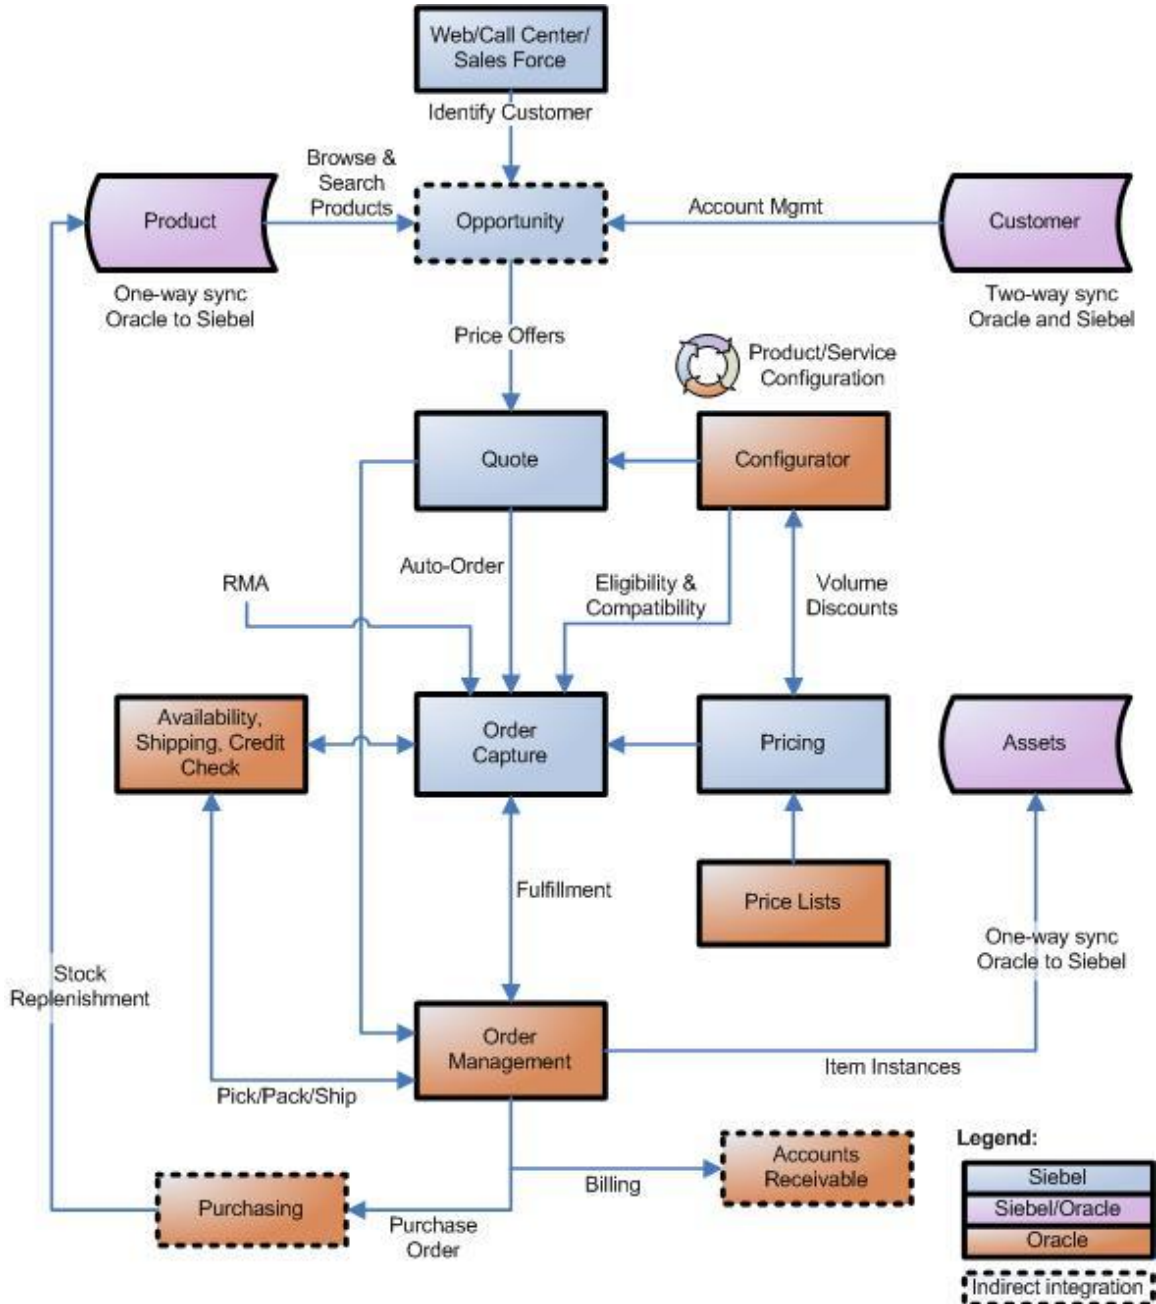 Web/Call Center/
Sales Force
Identify Customer
Browse &
Search
Products
Product
Opportunity
Account Mgmt
Customer
One-way sync
Oracle to Siebel
Two-way sync
Oracle and Siebel
Price Offers
Product/Service
Configuration
Quote
Configurator
Auto-Order
RMA
Eligibility &
Compatibility
Volume
Discounts
Availability,
Shipping, Credit
Check
Order
Capture
Pricing
Assets
Fulfillment
Price Lists
One-way sync
Oracle to Siebel
Stock
Replenishment
Order
Management
Item Instances
Pick/Pack/Ship
Legend:
Accounts
Receivable
Billing
Purchasing
Purchase
Order
Siebel
Siebel/Oracle
Oracle
Indirect integration